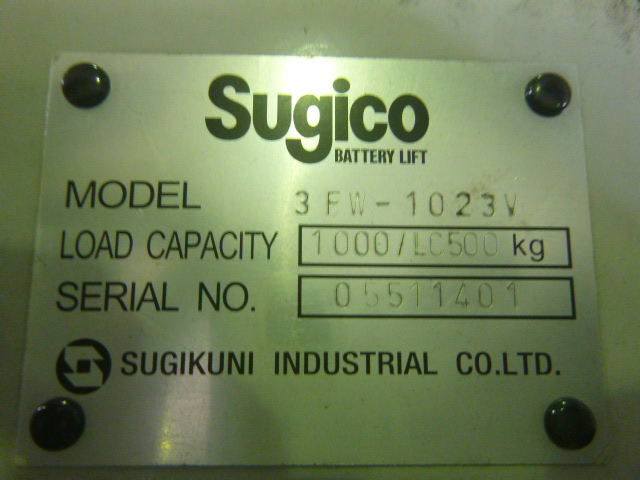 Sugico
BATTERY LIFT
MODEL 3FW-1023V
LOAD CAPACITY 1000/LC500 kg
SERIAL NO. 05511401
SUGIKUNI INDUSTRIAL CO.LTD.